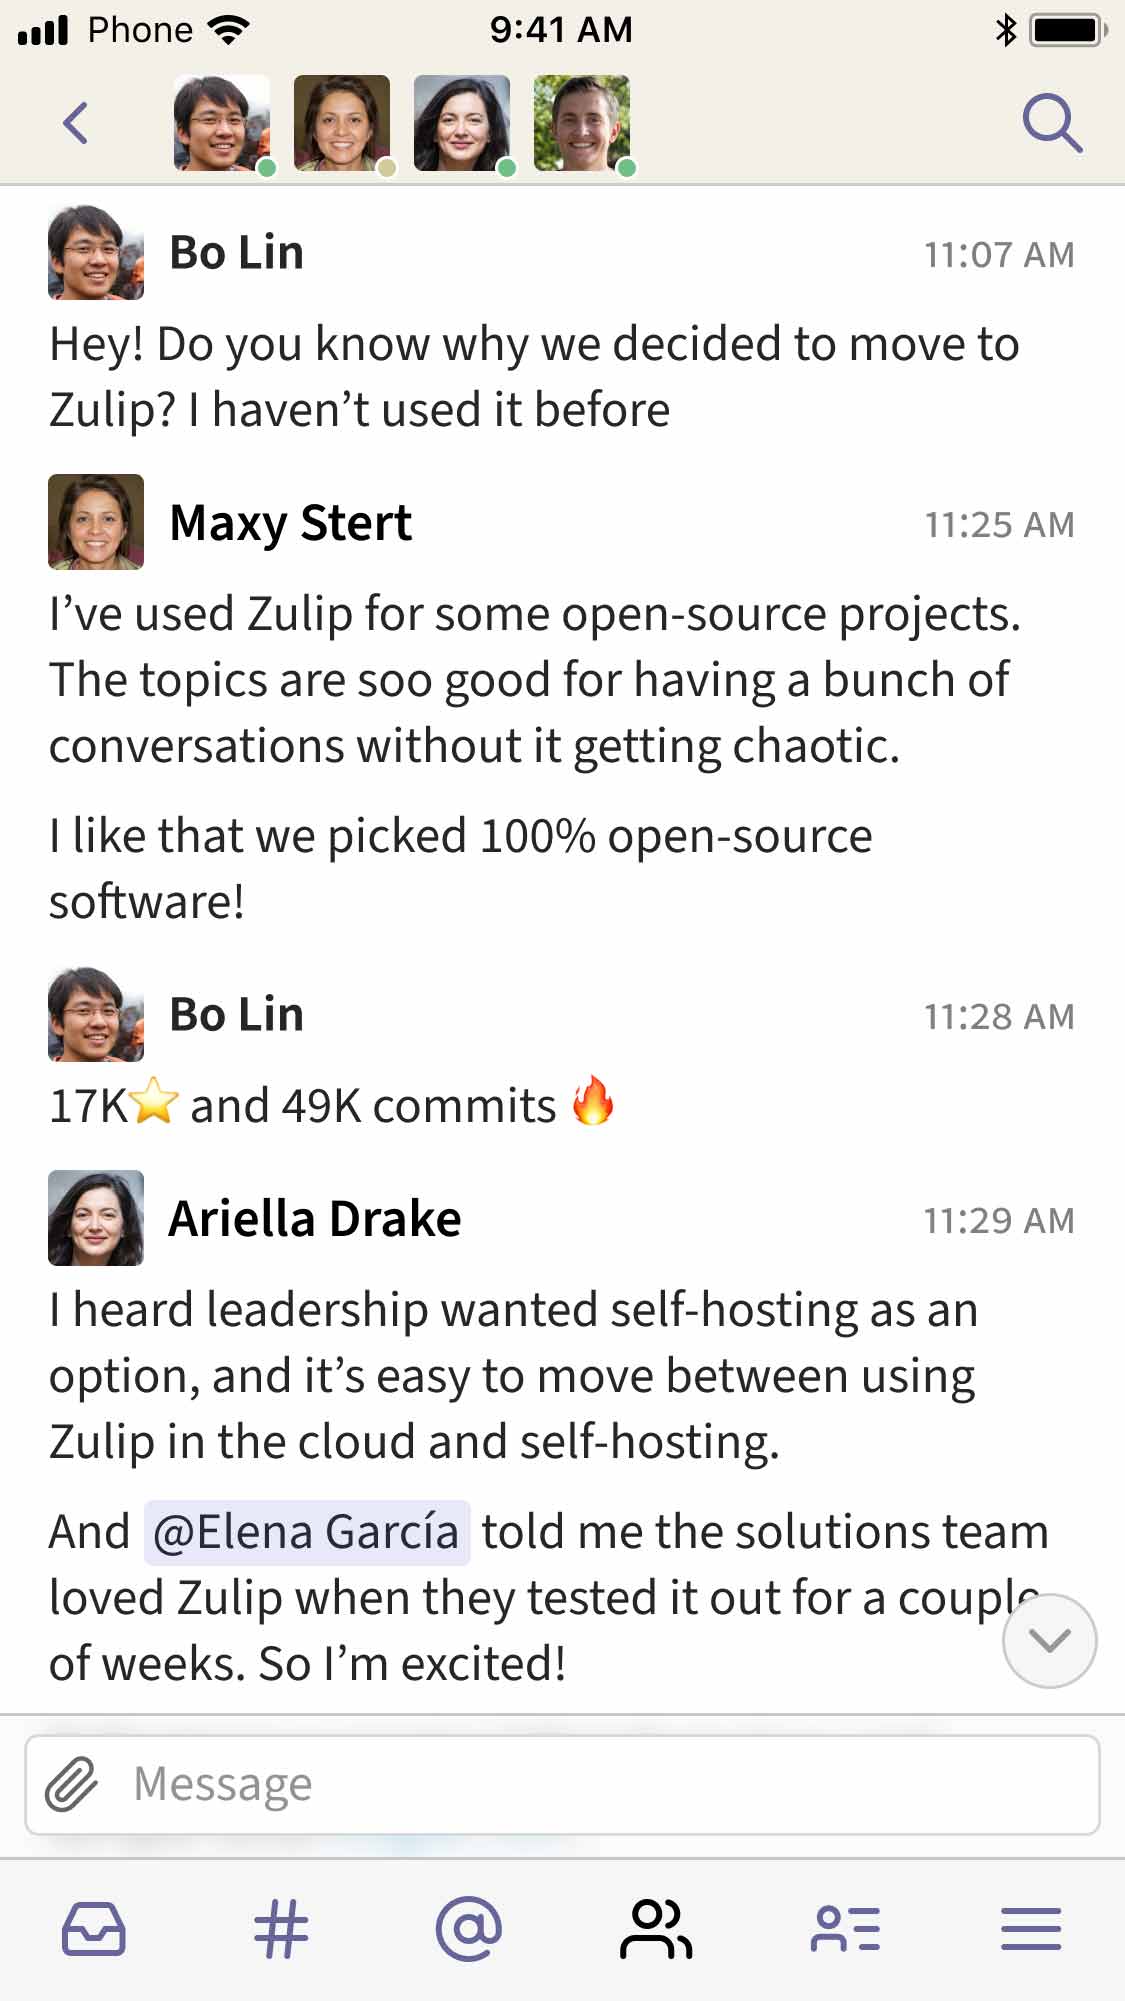 Phone 9:41 AM
Bo Lin 11:07 AM
Hey! Do you know why we decided to move to
Zulip? I haven’t used it before
Maxy Stert 11:25 AM
I’ve used Zulip for some open-source projects.
The topics are soo good for having a bunch of
conversations without it getting chaotic.
I like that we picked 100% open-source
software!
Bo Lin 11:28 AM
17K⭐ and 49K commits 🔥
Ariella Drake 11:29 AM
I heard leadership wanted self-hosting as an
option, and it’s easy to move between using
Zulip in the cloud and self-hosting.
And @Elena García told me the solutions team
loved Zulip when they tested it out for a couple
of weeks. So I’m excited!
Message